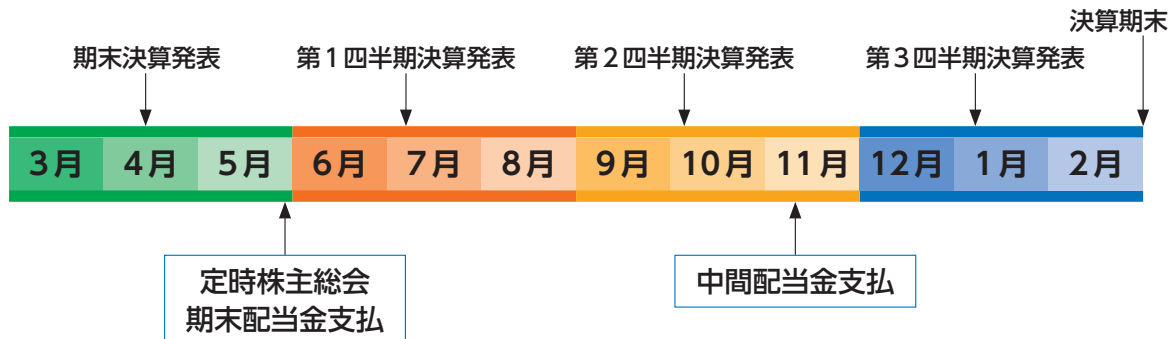 決算期末
期末決算発表
第1四半期決算発表
第2四半期決算発表
第3四半期決算発表
3月 4月 5月 6月 7月 8月 9月 10月 11月 12月 1月 2月
定時株主総会
期末配当金支払
中間配当金支払